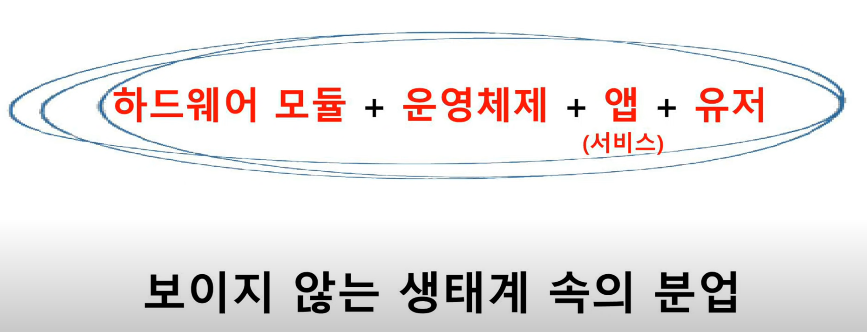 하드웨어 모듈 + 운영체제 + 앱 + 유저
(서비스)
보이지 않는 생태계 속의 분업